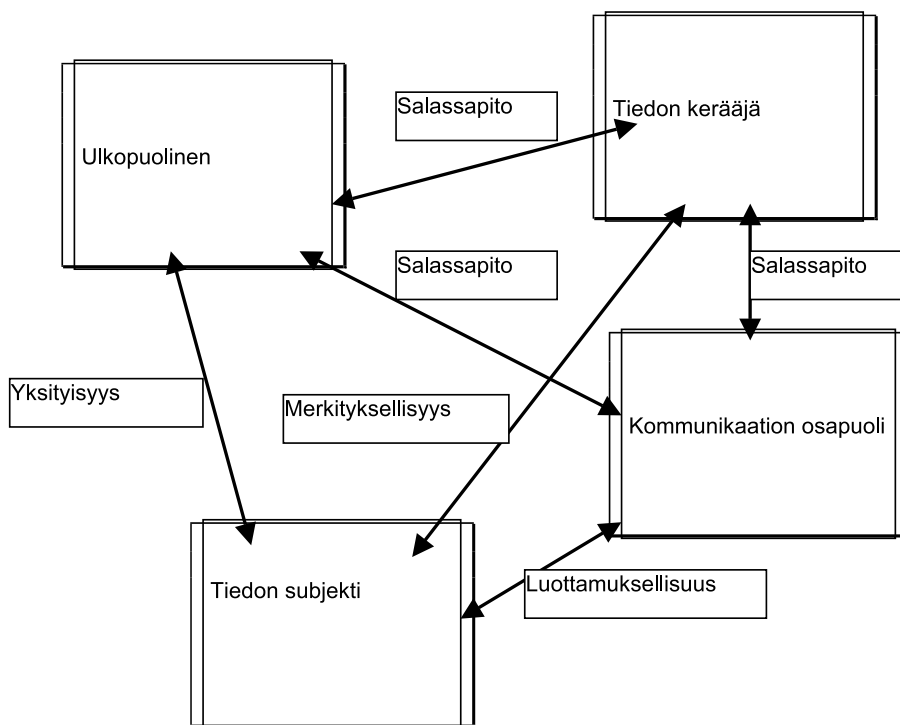 Salassapito
Tiedon kerääjä
Ulkopuolinen
Salassapito
Salassapito
Yksityisyys
Merkityksellisyys
Kommunikaation osapuoli
Tiedon subjekti
Luottamuksellisuus